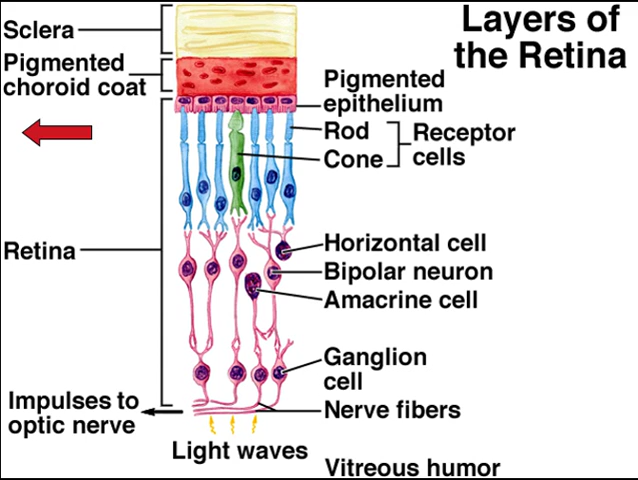 Layers of
the Retina
Sclera
Pigmented
choroid coat
Pigmented
epithelium
Rod
Cone
Receptor
cells
Retina
Horizontal cell
Bipolar neuron
Amacrine cell
Ganglion
cell
Impulses to
optic nerve
Nerve fibers
Light waves
Vitreous humor